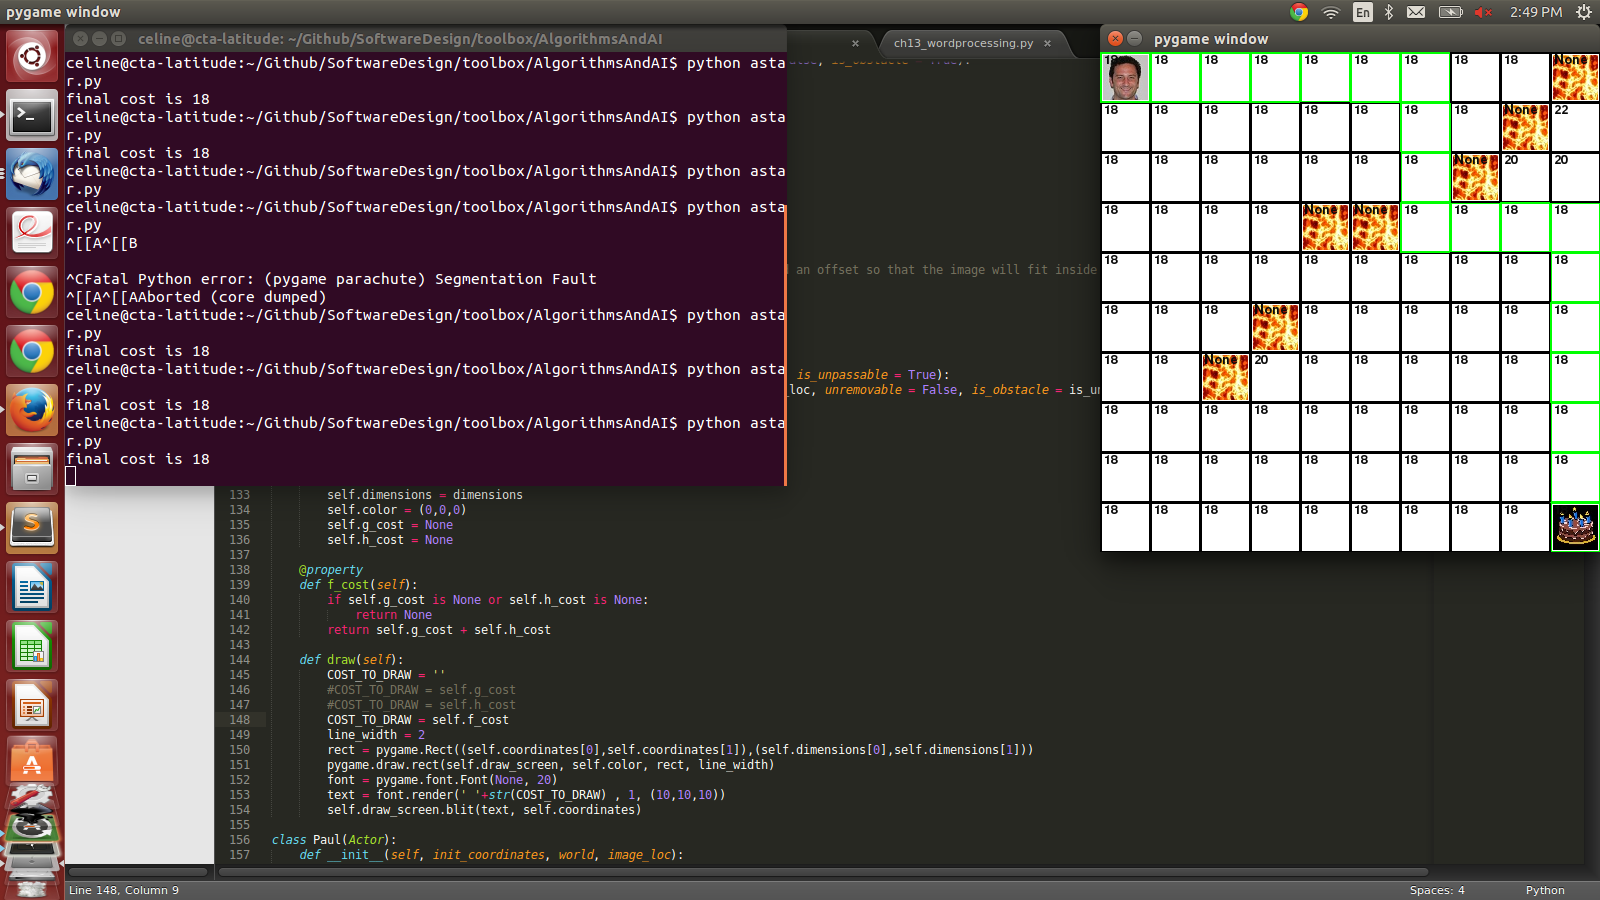 pygame window
En
2:49 PM
celine@cta-latitude: ~/Github/SoftwareDesign/toolbox/AlgorithmsAndAI
celine@cta-latitude:~/Github/SoftwareDesign/toolbox/AlgorithmsAndAI$ python asta
r.py
final cost is 18
celine@cta-latitude:~/Github/SoftwareDesign/toolbox/AlgorithmsAndAI$ python asta
r.py
final cost is 18
celine@cta-latitude:~/Github/SoftwareDesign/toolbox/AlgorithmsAndAI$ python asta
r.py
celine@cta-latitude:~/Github/SoftwareDesign/toolbox/AlgorithmsAndAI$ python asta
r.py
^[[A^[[B
^CFatal Python error: (pygame parachute) Segmentation Fault
^[[A^[[AAborted (core dumped)
celine@cta-latitude:~/Github/SoftwareDesign/toolbox/AlgorithmsAndAI$ python asta
r.py
final cost is 18
celine@cta-latitude:~/Github/SoftwareDesign/toolbox/AlgorithmsAndAI$ python asta
r.py
final cost is 18
celine@cta-latitude:~/Github/SoftwareDesign/toolbox/AlgorithmsAndAI$ python asta
r.py
final cost is 18
ch13_wordprocessing.py
an offset so that the image will fit inside
is_unpassable = True):
loc, unremovable = False, is_obstacle = is_un
133 self.dimensions = dimensions
134 self.color = (0,0,0)
135 self.g_cost = None
136 self.h_cost = None
137
138 @property
139 def f_cost(self):
140 if self.g_cost is None or self.h_cost is None:
141 return None
142 return self.g_cost + self.h_cost
143
144 def draw(self):
145 COST_TO_DRAW = ''
146 #COST_TO_DRAW = self.g_cost
147 #COST_TO_DRAW = self.h_cost
148 COST_TO_DRAW = self.f_cost
149 line_width = 2
150 rect = pygame.Rect((self.coordinates[0],self.coordinates[1]),(self.dimensions[0],self.dimensions[1]))
151 pygame.draw.rect(self.draw_screen, self.color, rect, line_width)
152 font = pygame.font.Font(None, 20)
153 text = font.render(' '+str(COST_TO_DRAW) , 1, (10,10,10))
154 self.draw_screen.blit(text, self.coordinates)
155
156 class Paul(Actor):
157 def __init__(self, init_coordinates, world, image_loc):
Line 148, Column 9
Spaces: 4
Python
pygame window
18 18 18 18 18 18 18 18 18 None
18 18 18 18 18 18 18 18 None 22
18 18 18 18 18 18 18 None 20 20
18 18 18 18 None None 18 18 18 18
18 18 18 18 18 18 18 18 18 18
18 18 18 None 18 18 18 18 18 18
18 18 None 20 18 18 18 18 18 18
18 18 18 18 18 18 18 18 18 18
18 18 18 18 18 18 18 18 18 18
18 18 18 18 18 18 18 18 18